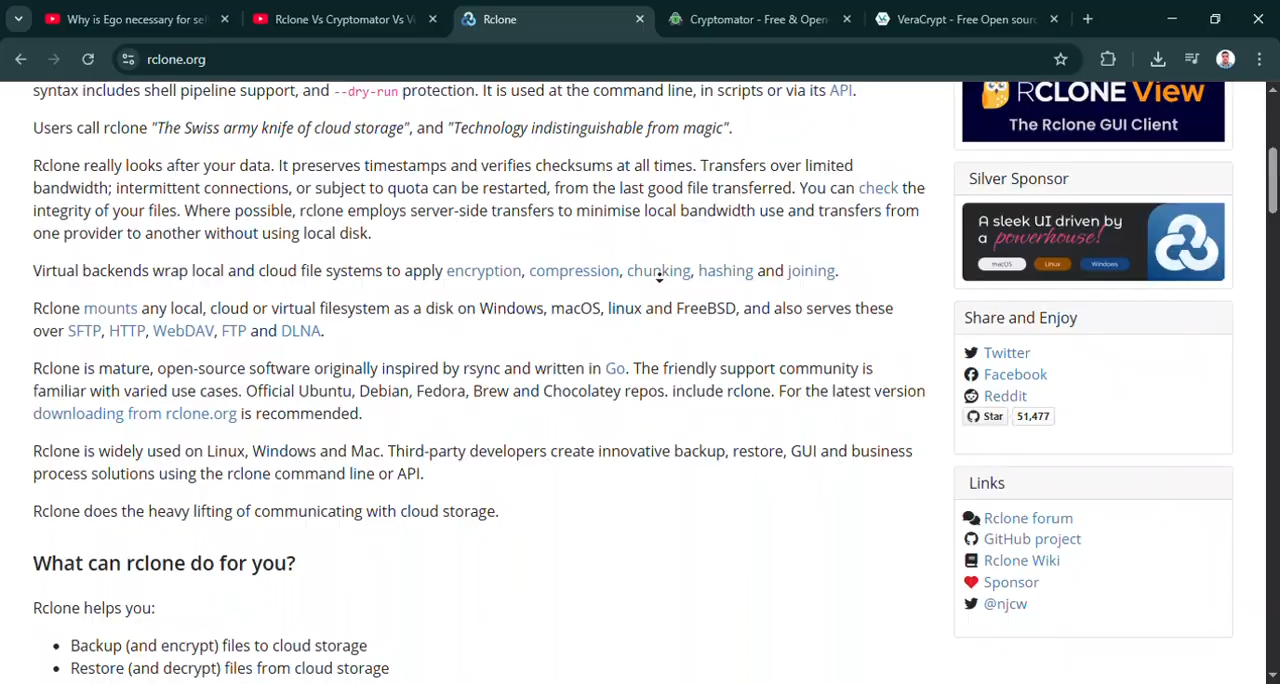 Why is Ego necessary for sel
Rclone Vs Cryptomator Vs V
Rclone
Cryptomator - Free & Open
VeraCrypt - Free Open sour
rclone.org
syntax includes shell pipeline support, and --dry-run protection. It is used at the command line, in scripts or via its API.
Users call rclone "The Swiss army knife of cloud storage", and "Technology indistinguishable from magic".
Rclone really looks after your data. It preserves timestamps and verifies checksums at all times. Transfers over limited
bandwidth; intermittent connections, or subject to quota can be restarted, from the last good file transferred. You can check the
integrity of your files. Where possible, rclone employs server-side transfers to minimise local bandwidth use and transfers from
one provider to another without using local disk.
Virtual backends wrap local and cloud file systems to apply encryption, compression, chunking, hashing and joining.
Rclone mounts any local, cloud or virtual filesystem as a disk on Windows, macOS, linux and FreeBSD, and also serves these
over SFTP, HTTP, WebDAV, FTP and DLNA.
Rclone is mature, open-source software originally inspired by rsync and written in Go. The friendly support community is
familiar with varied use cases. Official Ubuntu, Debian, Fedora, Brew and Chocolatey repos. include rclone. For the latest version
downloading from rclone.org is recommended.
Rclone is widely used on Linux, Windows and Mac. Third-party developers create innovative backup, restore, GUI and business
process solutions using the rclone command line or API.
Rclone does the heavy lifting of communicating with cloud storage.
What can rclone do for you?
Rclone helps you:
• Backup (and encrypt) files to cloud storage
• Restore (and decrypt) files from cloud storage
RCLONE View
The Rclone GUI Client
Silver Sponsor
A sleek UI driven by
a powerhouse!
macOS Linux Windows
Share and Enjoy
Twitter
Facebook
Reddit
Star 51,477
Links
Rclone forum
GitHub project
Rclone Wiki
Sponsor
@njcw